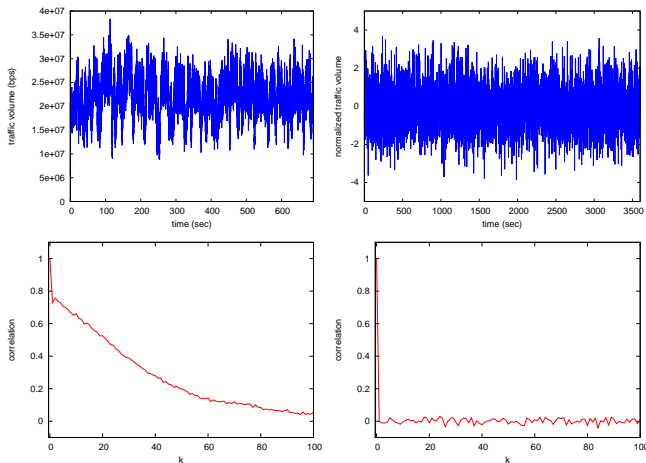 4e+07
3.5e+07
3e+07
2.5e+07
2e+07
1.5e+07
1e+07
5e+06
0
traffic volume (bps)
0 100 200 300 400 500 600
time (sec)
4
2
0
-2
-4
normalized traffic volume
0 500 1000 1500 2000 2500 3000 3500
time (sec)
1
0.8
0.6
0.4
0.2
0
correlation
0 20 40 60 80 100
k
1
0.8
0.6
0.4
0.2
0
correlation
0 20 40 60 80 100
k